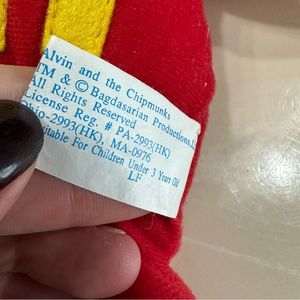 Alvin and the Chipmunks
TM & © Bagdasarian Productions,
All Rights Reserved
License Reg. # PA-2993(HK)
Ohio-2993(HK), MA-0976
Suitable For Children Under 3 Years Old
LF